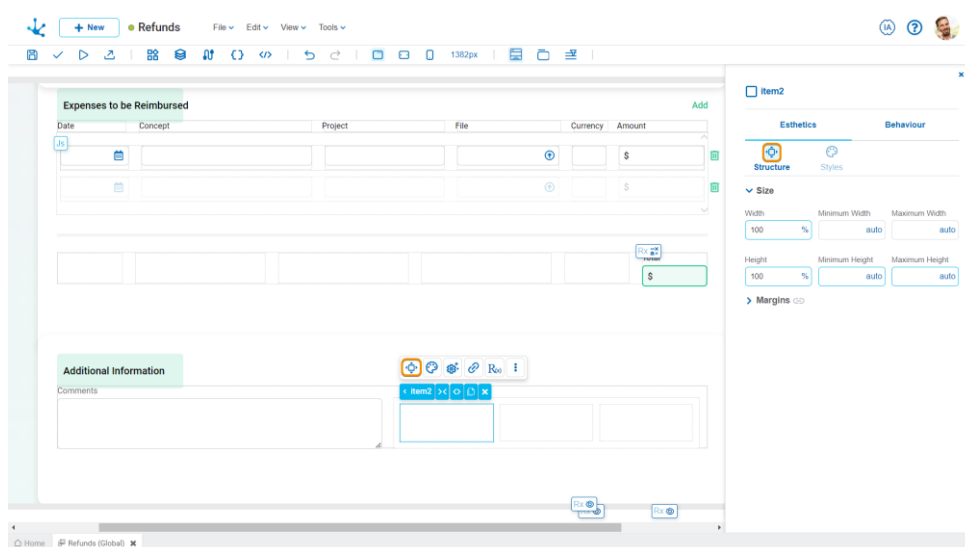 + New
Refunds
File Edit View Tools
IA ?
1382px
item2
Expenses to be Reimbursed
Add
Esthetics Behaviour
Date Concept Project File Currency Amount
Js
$
Structure Styles
$
Size
Width Minimum Width Maximum Width
100 % auto auto
Rx
$
Height Minimum Height Maximum Height
100 % auto auto
Margins
Additional Information
R00
Comments
item2
Rx
Rx
Rx
Home Refunds (Global)